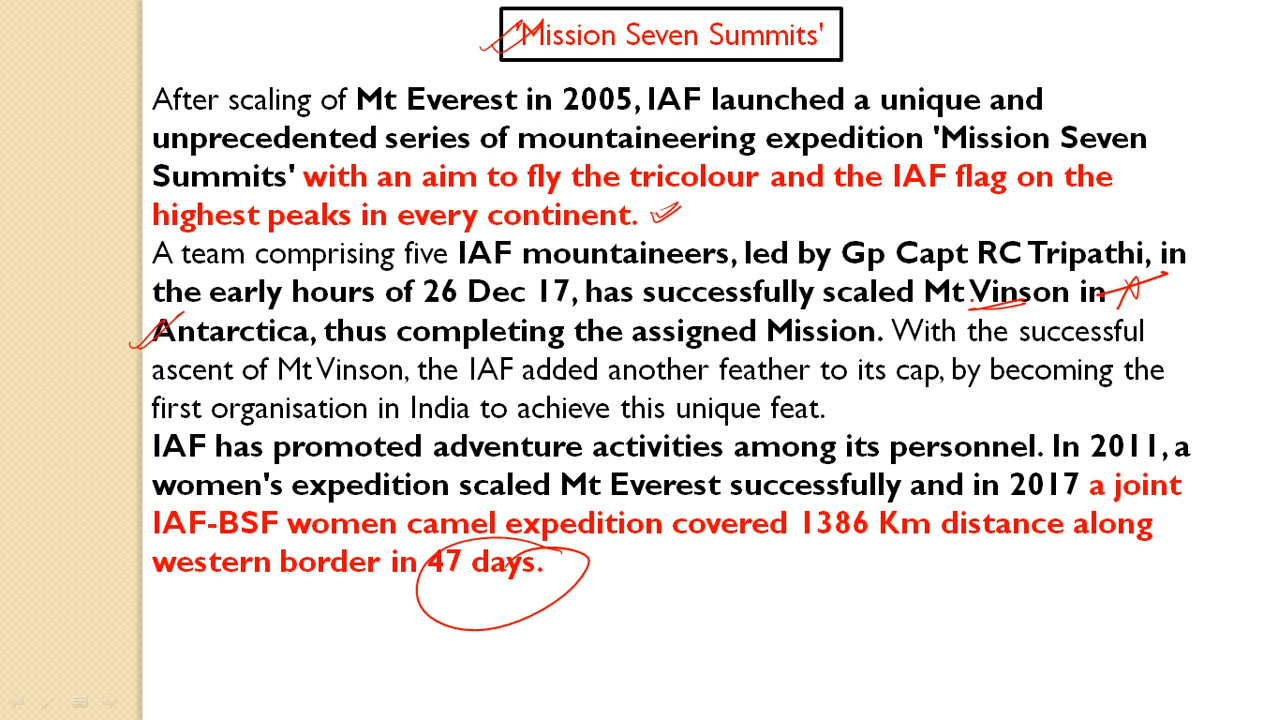 'Mission Seven Summits'
After scaling of Mt Everest in 2005, IAF launched a unique and
unprecedented series of mountaineering expedition 'Mission Seven
Summits' with an aim to fly the tricolour and the IAF flag on the
highest peaks in every continent.
A team comprising five IAF mountaineers, led by Gp Capt RC Tripathi, in
the early hours of 26 Dec 17, has successfully scaled Mt Vinson in
Antarctica, thus completing the assigned Mission. With the successful
ascent of Mt Vinson, the IAF added another feather to its cap, by becoming the
first organisation in India to achieve this unique feat.
IAF has promoted adventure activities among its personnel. In 2011, a
women's expedition scaled Mt Everest successfully and in 2017 a joint
IAF-BSF women camel expedition covered 1386 Km distance along
western border in 47 days.